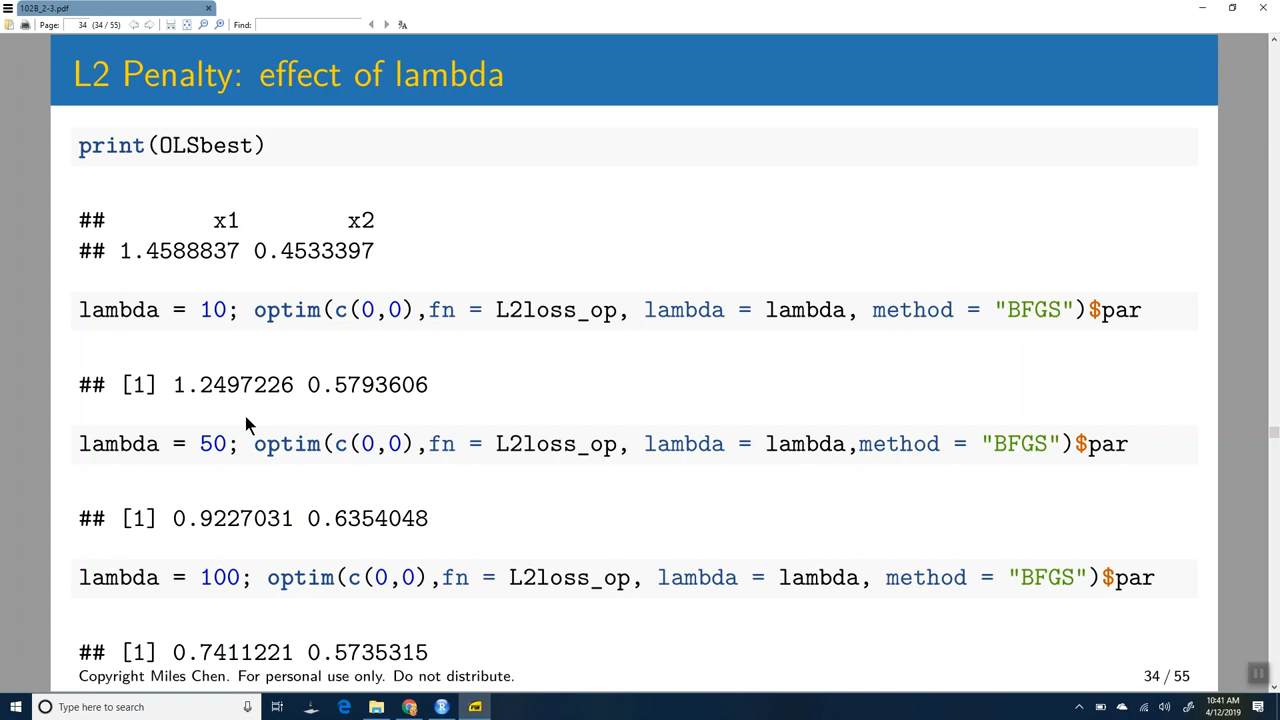 102B_2-3.pdf
Page: 34 (34 / 55) Find:
L2 Penalty: effect of lambda
print(OLSbest)
## x1 x2
## 1.4588837 0.4533397
lambda = 10; optim(c(0,0),fn = L2loss_op, lambda = lambda, method = "BFGS")$par
## [1] 1.2497226 0.5793606
lambda = 50; optim(c(0,0),fn = L2loss_op, lambda = lambda,method = "BFGS")$par
## [1] 0.9227031 0.6354048
lambda = 100; optim(c(0,0),fn = L2loss_op, lambda = lambda, method = "BFGS")$par
## [1] 0.7411221 0.5735315
Copyright Miles Chen. For personal use only. Do not distribute. 34 / 55
Type here to search
10:41 AM
4/12/2019